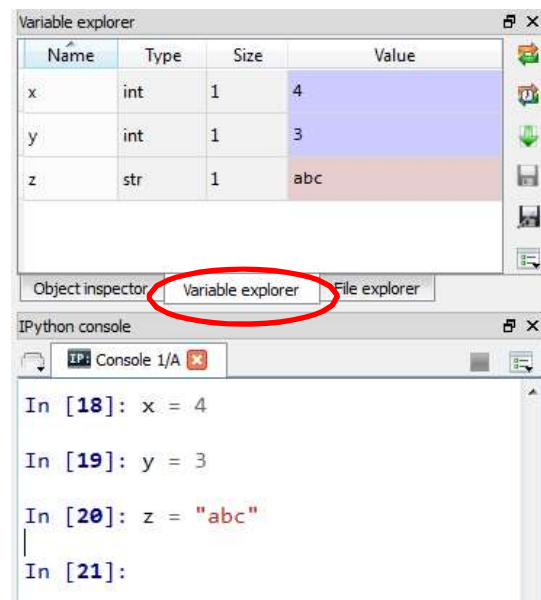 Variable explorer
Name Type Size Value
x int 1 4
y int 1 3
z str 1 abc
Object inspector Variable explorer File explorer
IPython console
IP: Console 1/A
In [18]: x = 4
In [19]: y = 3
In [20]: z = "abc"
In [21]: